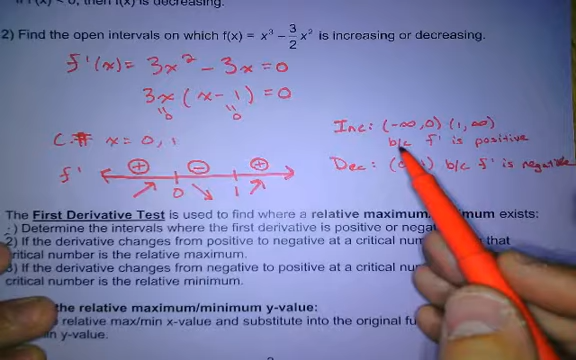 f(x) < 0, then f(x) is decreasing.
2) Find the open intervals on which f(x) = x³ - 3/2 x² is increasing or decreasing.
f'(x) = 3x² - 3x = 0
3x (x - 1) = 0
"0 "0
C.# x = 0, 1
f' + - +
0 1
Inc: (-∞, 0) (1, ∞)
b/c f' is positive
Dec: ( b/c f' is negative
The First Derivative Test is used to find where a relative maximum exists:
) Determine the intervals where the first derivative is positive or
2) If the derivative changes from positive to negative at a critical that
critical number is the relative maximum.
3) If the derivative changes from negative to positive at a critical
critical number is the relative minimum.
the relative maximum/minimum y-value:
relative max/min x-value and substitute into the original
y-value.